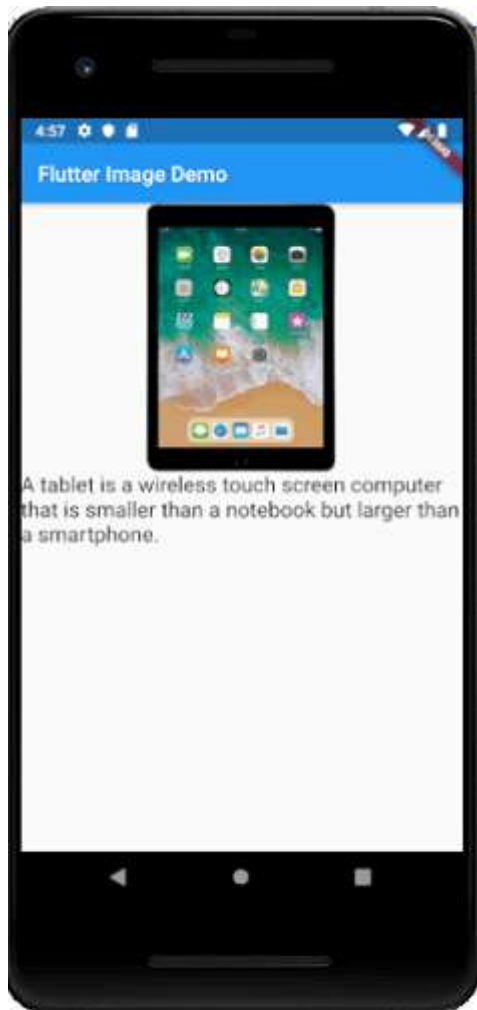 4:57
Flutter Image Demo
A tablet is a wireless touch screen computer
that is smaller than a notebook but larger than
a smartphone.